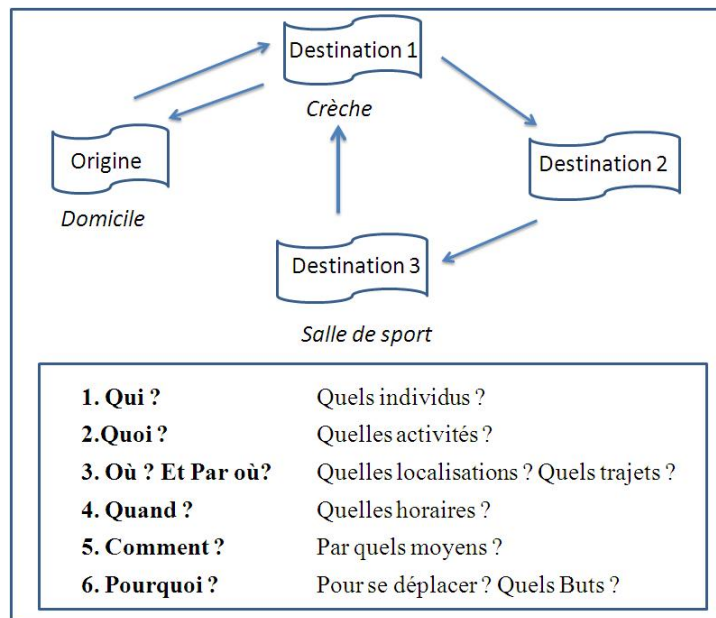 Destination 1
Crèche
Origine
Domicile
Destination 2
Destination 3
Salle de sport
1. Qui ? Quels individus ?
2.Quoi ? Quelles activités ?
3. Où ? Et Par où? Quelles localisations ? Quels trajets ?
4. Quand ? Quelles horaires ?
5. Comment ? Par quels moyens ?
6. Pourquoi ? Pour se déplacer ? Quels Buts ?